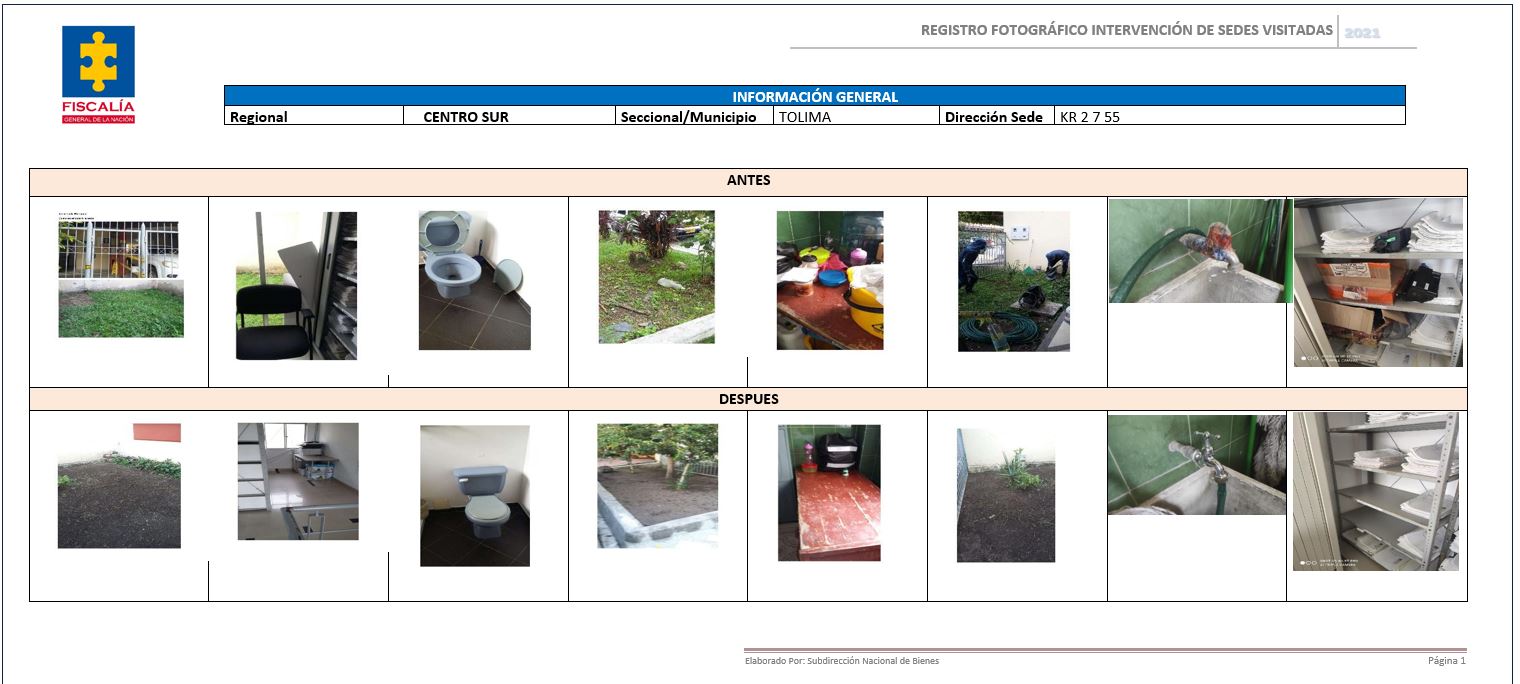 REGISTRO FOTOGRÁFICO INTERVENCIÓN DE SEDES VISITADAS 2021
FISCALÍA
GENERAL DE LA NACIÓN
INFORMACIÓN GENERAL
Regional CENTRO SUR Seccional/Municipio TOLIMA Dirección Sede KR 2 7 55
ANTES
DESPUES
Elaborado Por: Subdirección Nacional de Bienes Página 1